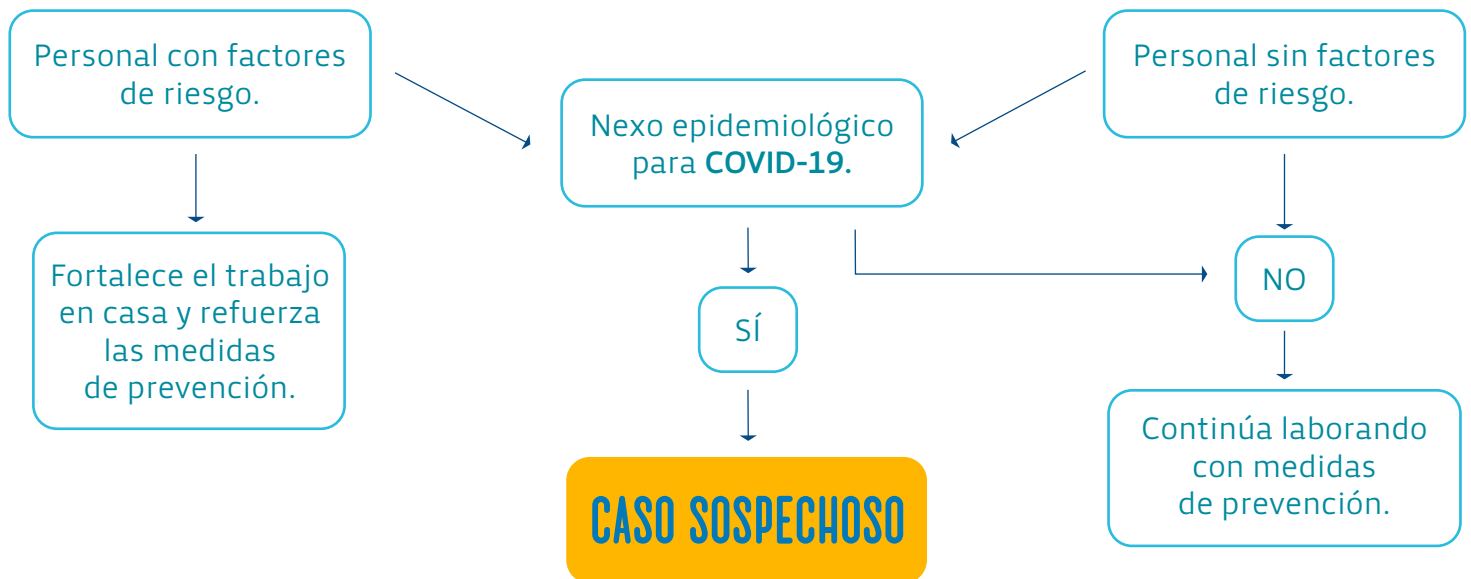 Personal con factores
de riesgo.
Nexo epidemiológico
para COVID-19.
Personal sin factores
de riesgo.
Fortalece el trabajo
en casa y refuerza
las medidas
de prevención.
SÍ
NO
CASO SOSPECHOSO
Continúa laborando
con medidas
de prevención.